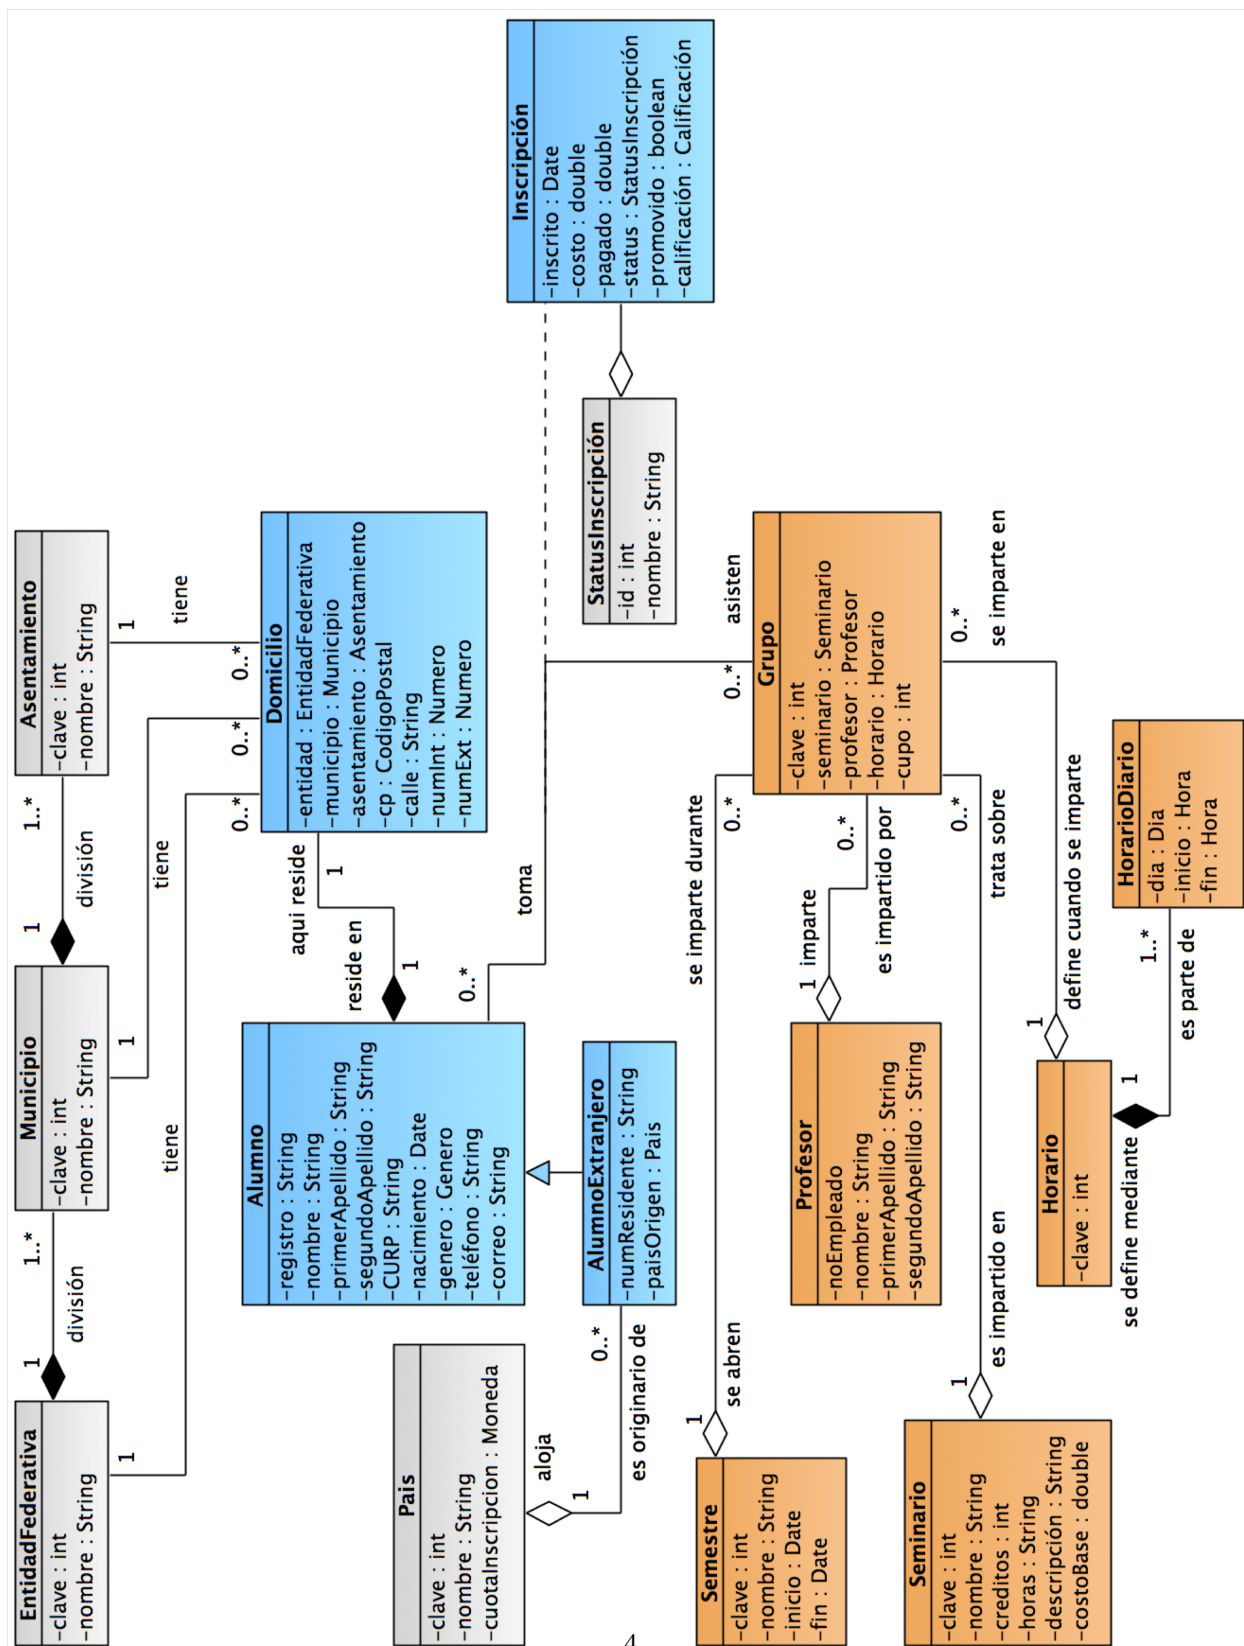 EntidadFederativa
-clave : int
-nombre : String
1
división
1..*
1
Municipio
-clave : int
-nombre : String
1
división
1..*
1
Asentamiento
-clave : int
-nombre : String
1
tiene
tiene
tiene
0..*
0..*
0..*
Domicilio
-entidad : EntidadFederativa
-municipio : Municipio
-asentamiento : Asentamiento
-cp : CodigoPostal
-calle : String
-numInt : Numero
-numExt : Numero
aqui reside
1
reside en
1
Alumno
-registro : String
-nombre : String
-primerApellido : String
-segundoApellido : String
-CURP : String
-nacimiento : Date
-genero : Genero
-teléfono : String
-correo : String
0..*
toma
Inscripción
-inscrito : Date
-costo : double
-pagado : double
-status : StatusInscripción
-promovido : boolean
-calificación : Calificación
StatusInscripción
-id : int
-nombre : String
Pais
-clave : int
-nombre : String
-cuotaInscripcion : Moneda
aloja
1
0..*
es originario de
AlumnoExtranjero
-numResidente : String
-paisOrigen : Pais
asisten
0..*
Grupo
-clave : int
-seminario : Seminario
-profesor : Profesor
-horario : Horario
-cupo : int
Semestre
-clave : int
-nombre : String
-inicio : Date
-fin : Date
1
se abren
se imparte durante
0..*
Profesor
-noEmpleado
-nombre : String
-primerApellido : String
-segundoApellido : String
1 imparte
0..*
es impartido por
Seminario
-clave : int
-nombre : String
-creditos : int
-horas : String
-descripción : String
-costoBase : double
1
es impartido en
0..*
trata sobre
0..*
se imparte en
Horario
-clave : int
1
define cuando se imparte
se define mediante
1
es parte de
1..*
HorarioDiario
-dia : Dia
-inicio : Hora
-fin : Hora
4